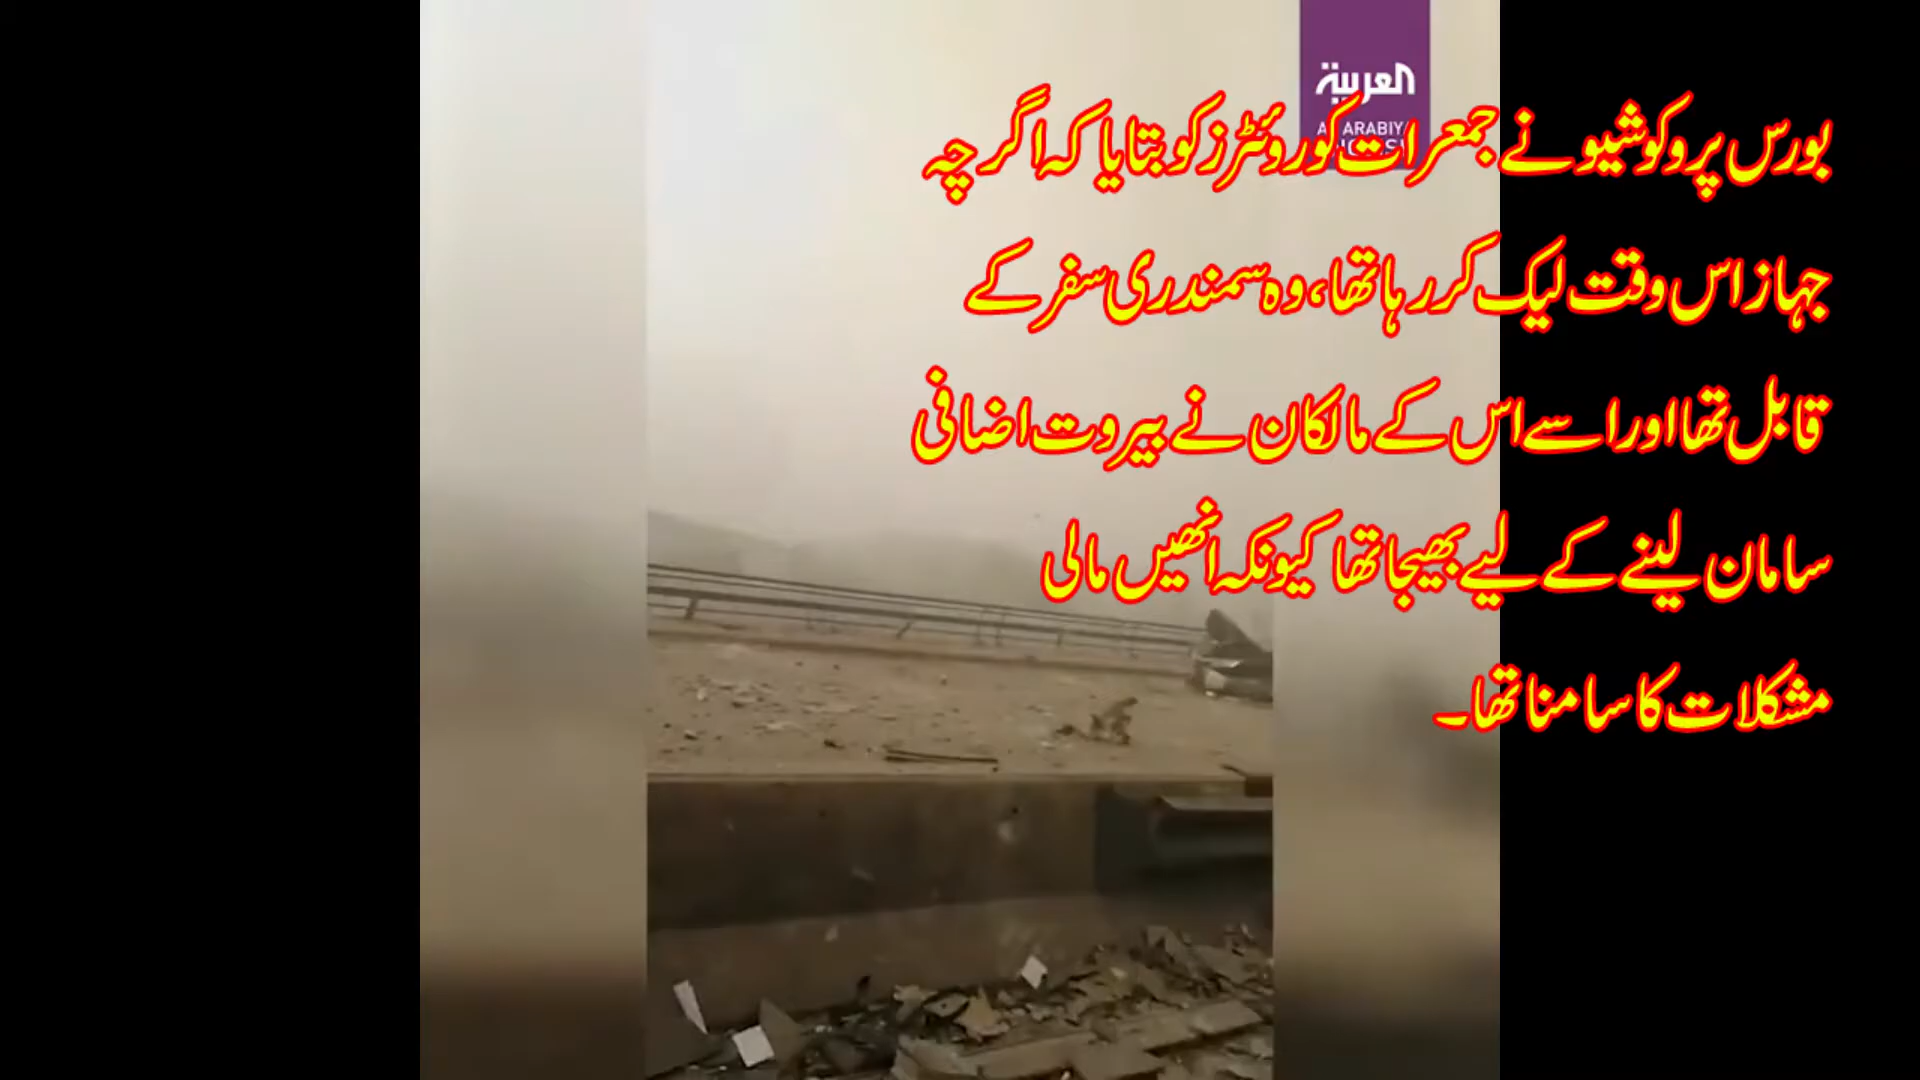 العربية
بورس پروکوشیو نے جمعرات کو روئٹرز کو بتایا کہ اگرچہ
جہاز اس وقت لیک کر رہا تھا، وہ سمندری سفر کے
قابل تھا اور اسے اس کے مالکان نے بیروت اضافی
سامان لینے کے لیے بھیجا تھا کیونکہ انھیں مالی
مشکلات کا سامنا تھا۔